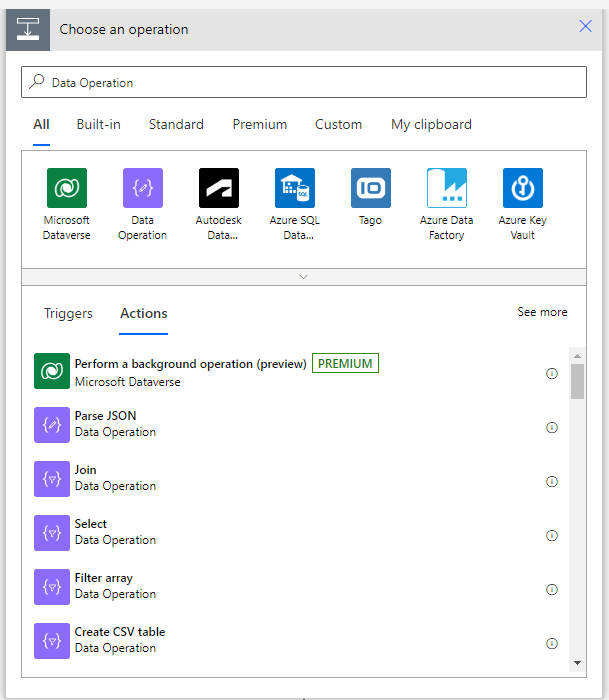 Choose an operation
Data Operation
All Built-in Standard Premium Custom My clipboard
Microsoft Dataverse
Data Operation
Autodesk Data...
Azure SQL Data...
SQL
Tago
Azure Data Factory
Azure Key Vault
Triggers Actions See more
Perform a background operation (preview) PREMIUM
Microsoft Dataverse
Parse JSON
Data Operation
Join
Data Operation
Select
Data Operation
Filter array
Data Operation
Create CSV table
Data Operation